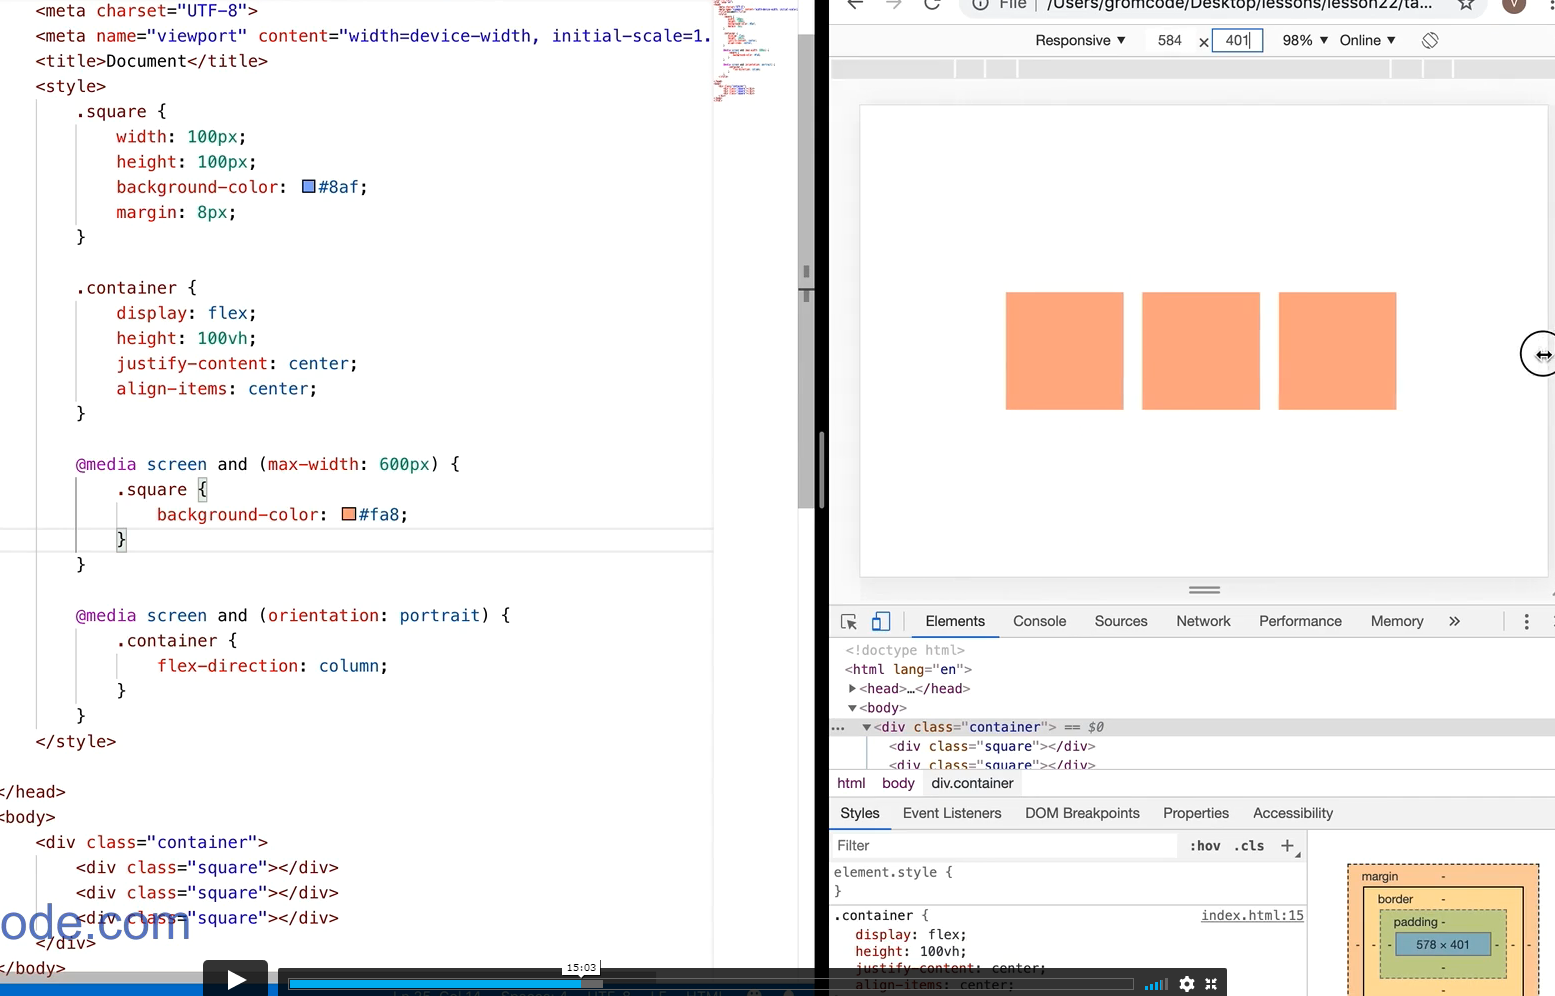 <meta charset="UTF-8">
<meta name="viewport" content="width=device-width, initial-scale=1.
<title>Document</title>
<style>
.square {
width: 100px;
height: 100px;
background-color: #8af;
margin: 8px;
}
.container {
display: flex;
height: 100vh;
justify-content: center;
align-items: center;
}
@media screen and (max-width: 600px) {
.square {
background-color: #fa8;
}
}
@media screen and (orientation: portrait) {
.container {
flex-direction: column;
}
}
</style>
</head>
<body>
<div class="container">
<div class="square"></div>
<div class="square"></div>
<div class="square"></div>
</div>
</body>
ode.com
15:03
File /Users/gromcode/Desktop/lessons/lesson22/ta...
Responsive ▼ 584 × 401 98% ▼ Online ▼
Elements Console Sources Network Performance Memory »
<!doctype html>
<html lang="en">
▶<head>…</head>
▼<body>
… ▼<div class="container"> == $0
<div class="square"></div>
<div class="square"></div>
html body div.container
Styles Event Listeners DOM Breakpoints Properties Accessibility
Filter :hov .cls +
element.style {
}
.container { index.html:15
display: flex;
height: 100vh;
justify-content: center;
align-items: center;
margin -
border -
padding -
578 × 401